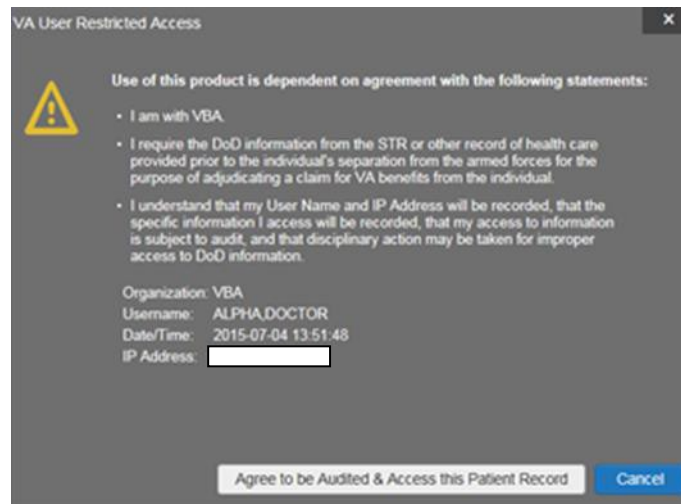 VA User Restricted Access
x
Use of this product is dependent on agreement with the following statements:
• I am with VBA.
• I require the DoD information from the STR or other record of health care
provided prior to the individual's separation from the armed forces for the
purpose of adjudicating a claim for VA benefits from the individual.
• I understand that my User Name and IP Address will be recorded, that the
specific information I access will be recorded, that my access to information
is subject to audit, and that disciplinary action may be taken for improper
access to DoD information.
Organization: VBA
Username: ALPHA,DOCTOR
Date/Time: 2015-07-04 13:51:48
IP Address:
Agree to be Audited & Access this Patient Record
Cancel